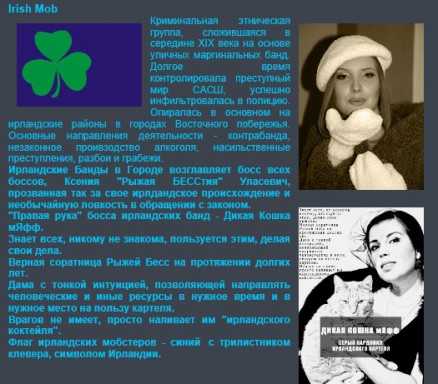 Irish Mob
Криминальная этническая
группа, сложившаяся в
середине XIX века на основе
уличных маргинальных банд.
Долгое время
контролировала преступный
мир САСШ, успешно
инфильтровалась в полицию.
Опиралась в основном на
ирландские районы в городах Восточного побережья.
Основные направления деятельности - контрабанда,
незаконное производство алкоголя, насильственные
преступления, разбои и грабежи.
Ирландские Банды в Городе возглавляет босс всех
боссов, Ксения "Рыжая БЕССтия" Уласевич,
прозванная так за свое ирландское происхождение и
необычайную ловкость в обращении с законом.
"Правая рука" босса ирландских банд - Дикая Кошка
мЯфф.
Знает всех, никому не знакома, пользуется этим, делая
свои дела.
Верная соратница Рыжей Бесс на протяжении долгих
лет.
Дама с тонкой интуицией, позволяющей направлять
человеческие и иные ресурсы в нужное время и в
нужное место на пользу картеля.
Врагов не имеет, просто наливает им "ирландского
коктейля".
Флаг ирландских мобстеров - синий с трилистником
клевера, символом Ирландии.
ДИКАЯ КОШКА мЯфф
СЕРЫЙ КАРДИНАЛ
ИРЛАНДСКОГО КАРТЕЛЯ